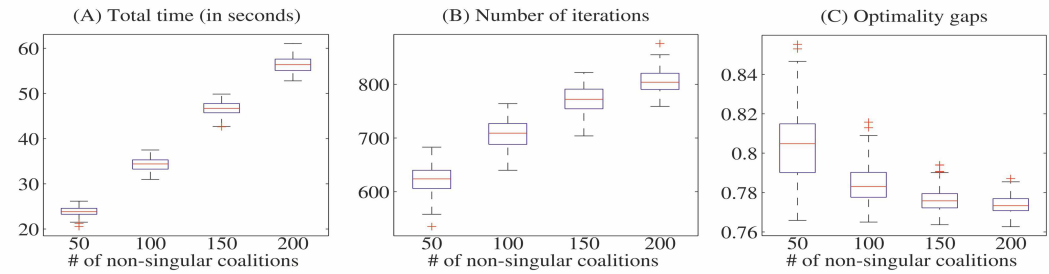 (A) Total time (in seconds)
60
50
40
30
20
50 100 150 200
# of non-singular coalitions
(B) Number of iterations
800
700
600
50 100 150 200
# of non-singular coalitions
(C) Optimality gaps
0.84
0.82
0.8
0.78
0.76
50 100 150 200
# of non-singular coalitions